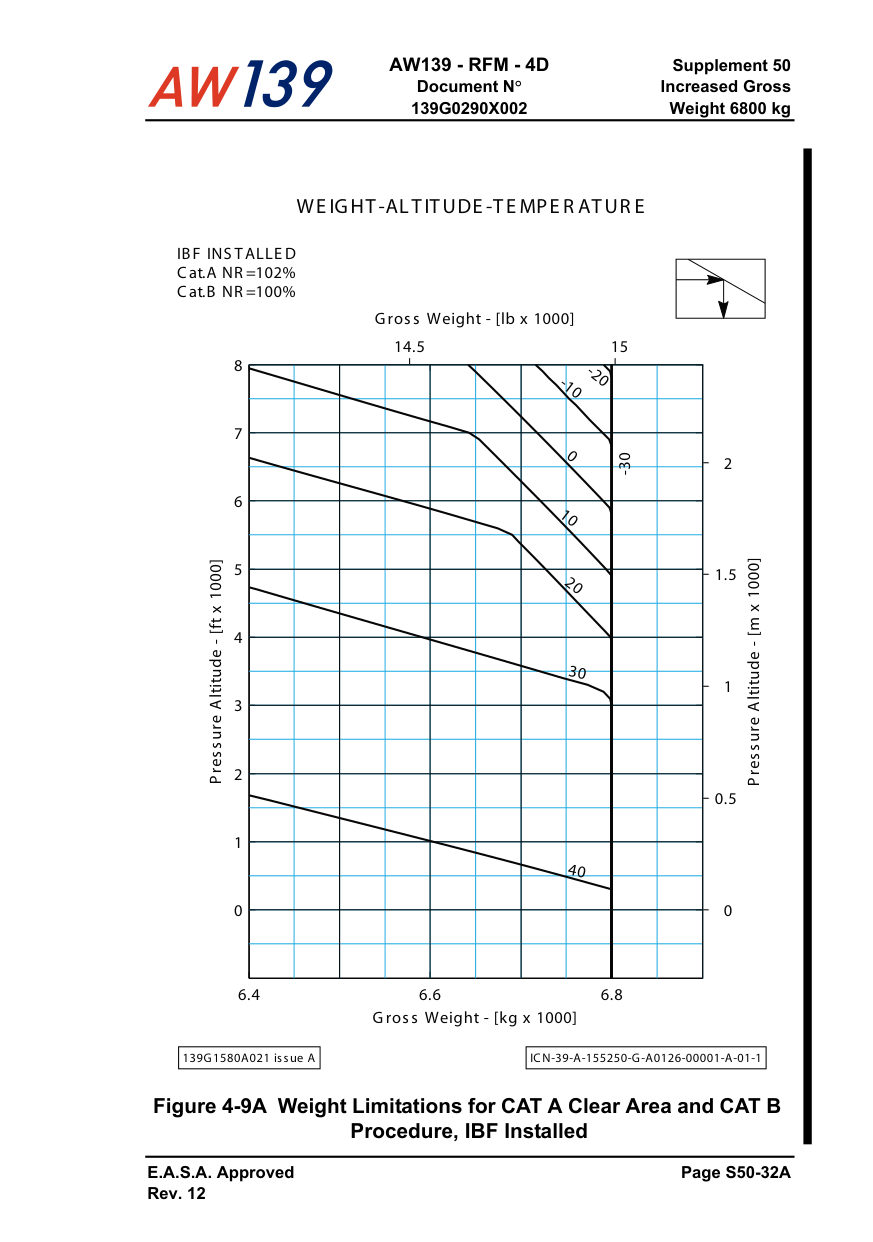 AW139
AW139 - RFM - 4D
Document N°
139G0290X002
Supplement 50
Increased Gross
Weight 6800 kg
WEIGHT-ALTITUDE-TEMPERATURE
IBF INSTALLED
Cat.A NR=102%
Cat.B NR=100%
Gross Weight - [lb x 1000]
14.5 15
8
7
6
5
4
3
2
1
0
Pressure Altitude - [ft x 1000]
-20
-10
-30
0
10
20
30
40
2
1.5
1
0.5
0
Pressure Altitude - [m x 1000]
6.4 6.6 6.8
Gross Weight - [kg x 1000]
139G1580A021 issue A
ICN-39-A-155250-G-A0126-00001-A-01-1
Figure 4-9A Weight Limitations for CAT A Clear Area and CAT B
Procedure, IBF Installed
E.A.S.A. Approved
Rev. 12
Page S50-32A